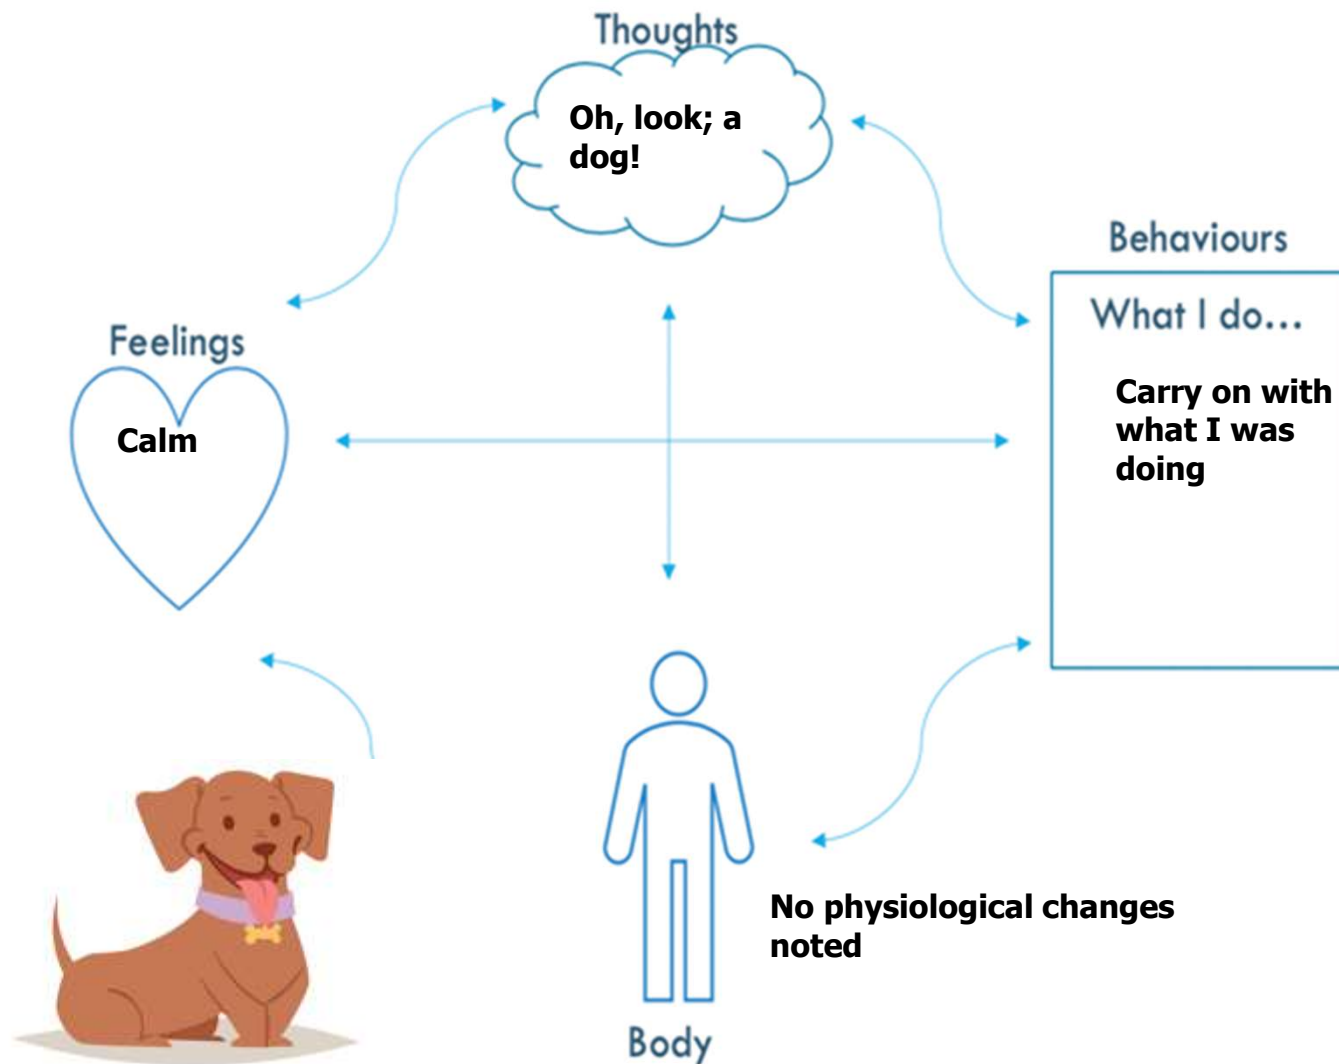 Thoughts
Oh, look; a
dog!
Behaviours
What I do...
Carry on with
what I was
doing
Feelings
Calm
No physiological changes
noted
Body